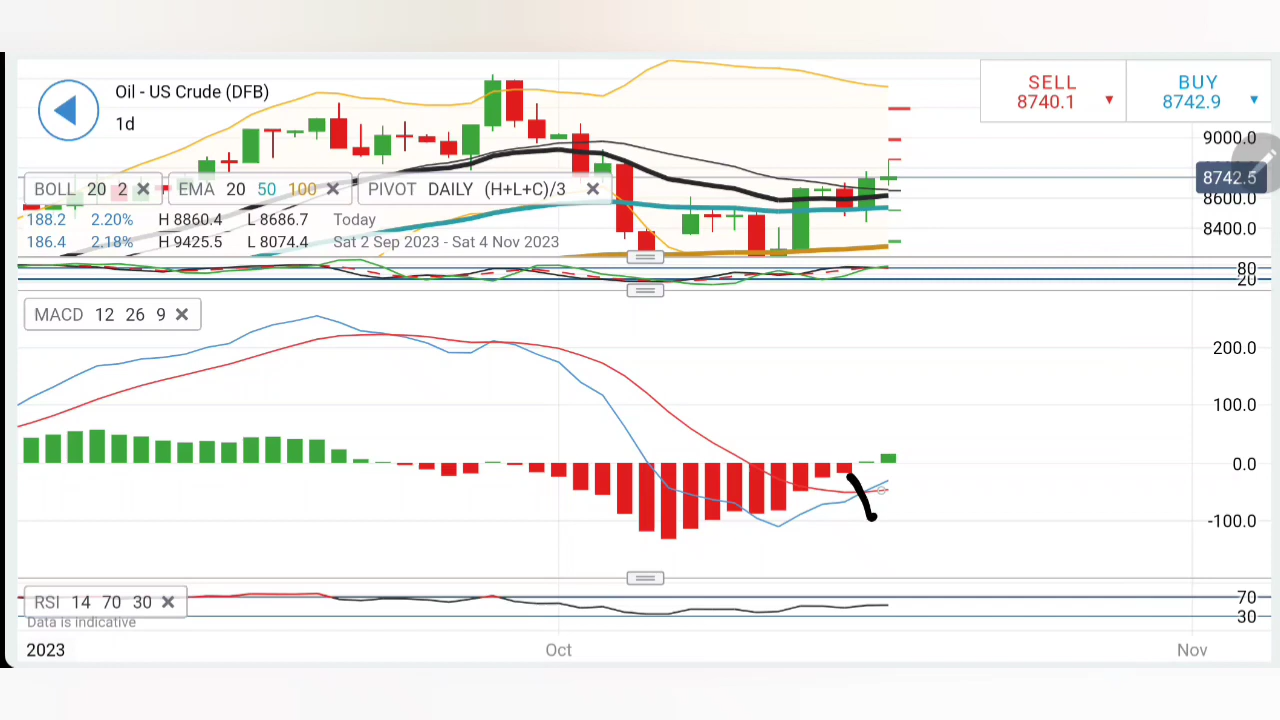 Oil - US Crude (DFB)
1d
SELL
8740.1
BUY
8742.9
9000.0
8742.5
8600.0
8400.0
BOLL 20 2
EMA 20 50 100
PIVOT DAILY (H+L+C)/3
188.2 2.20% H 8860.4 L 8686.7 Today
186.4 2.18% H 9425.5 L 8074.4 Sat 2 Sep 2023 - Sat 4 Nov 2023
80
20
MACD 12 26 9
200.0
100.0
0.0
-100.0
RSI 14 70 30
70
30
Data is indicative
2023 Oct Nov